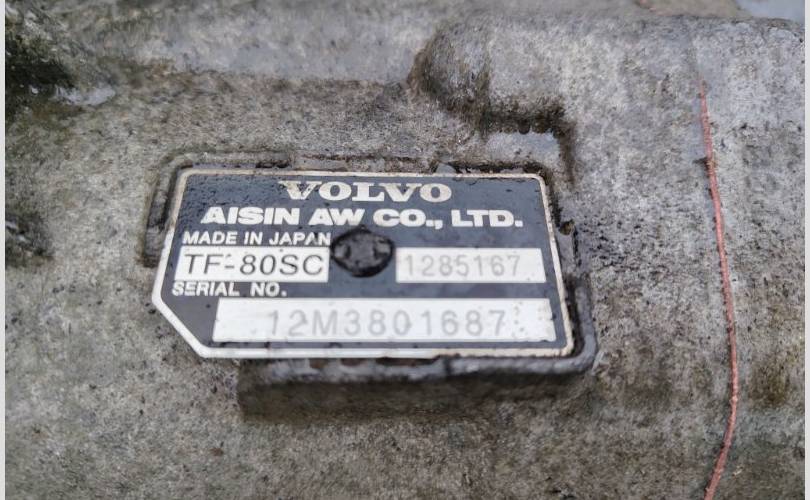 VOLVO
AISIN AW CO., LTD.
MADE IN JAPAN
TF-80SC 1285167
SERIAL NO.
12M3801687